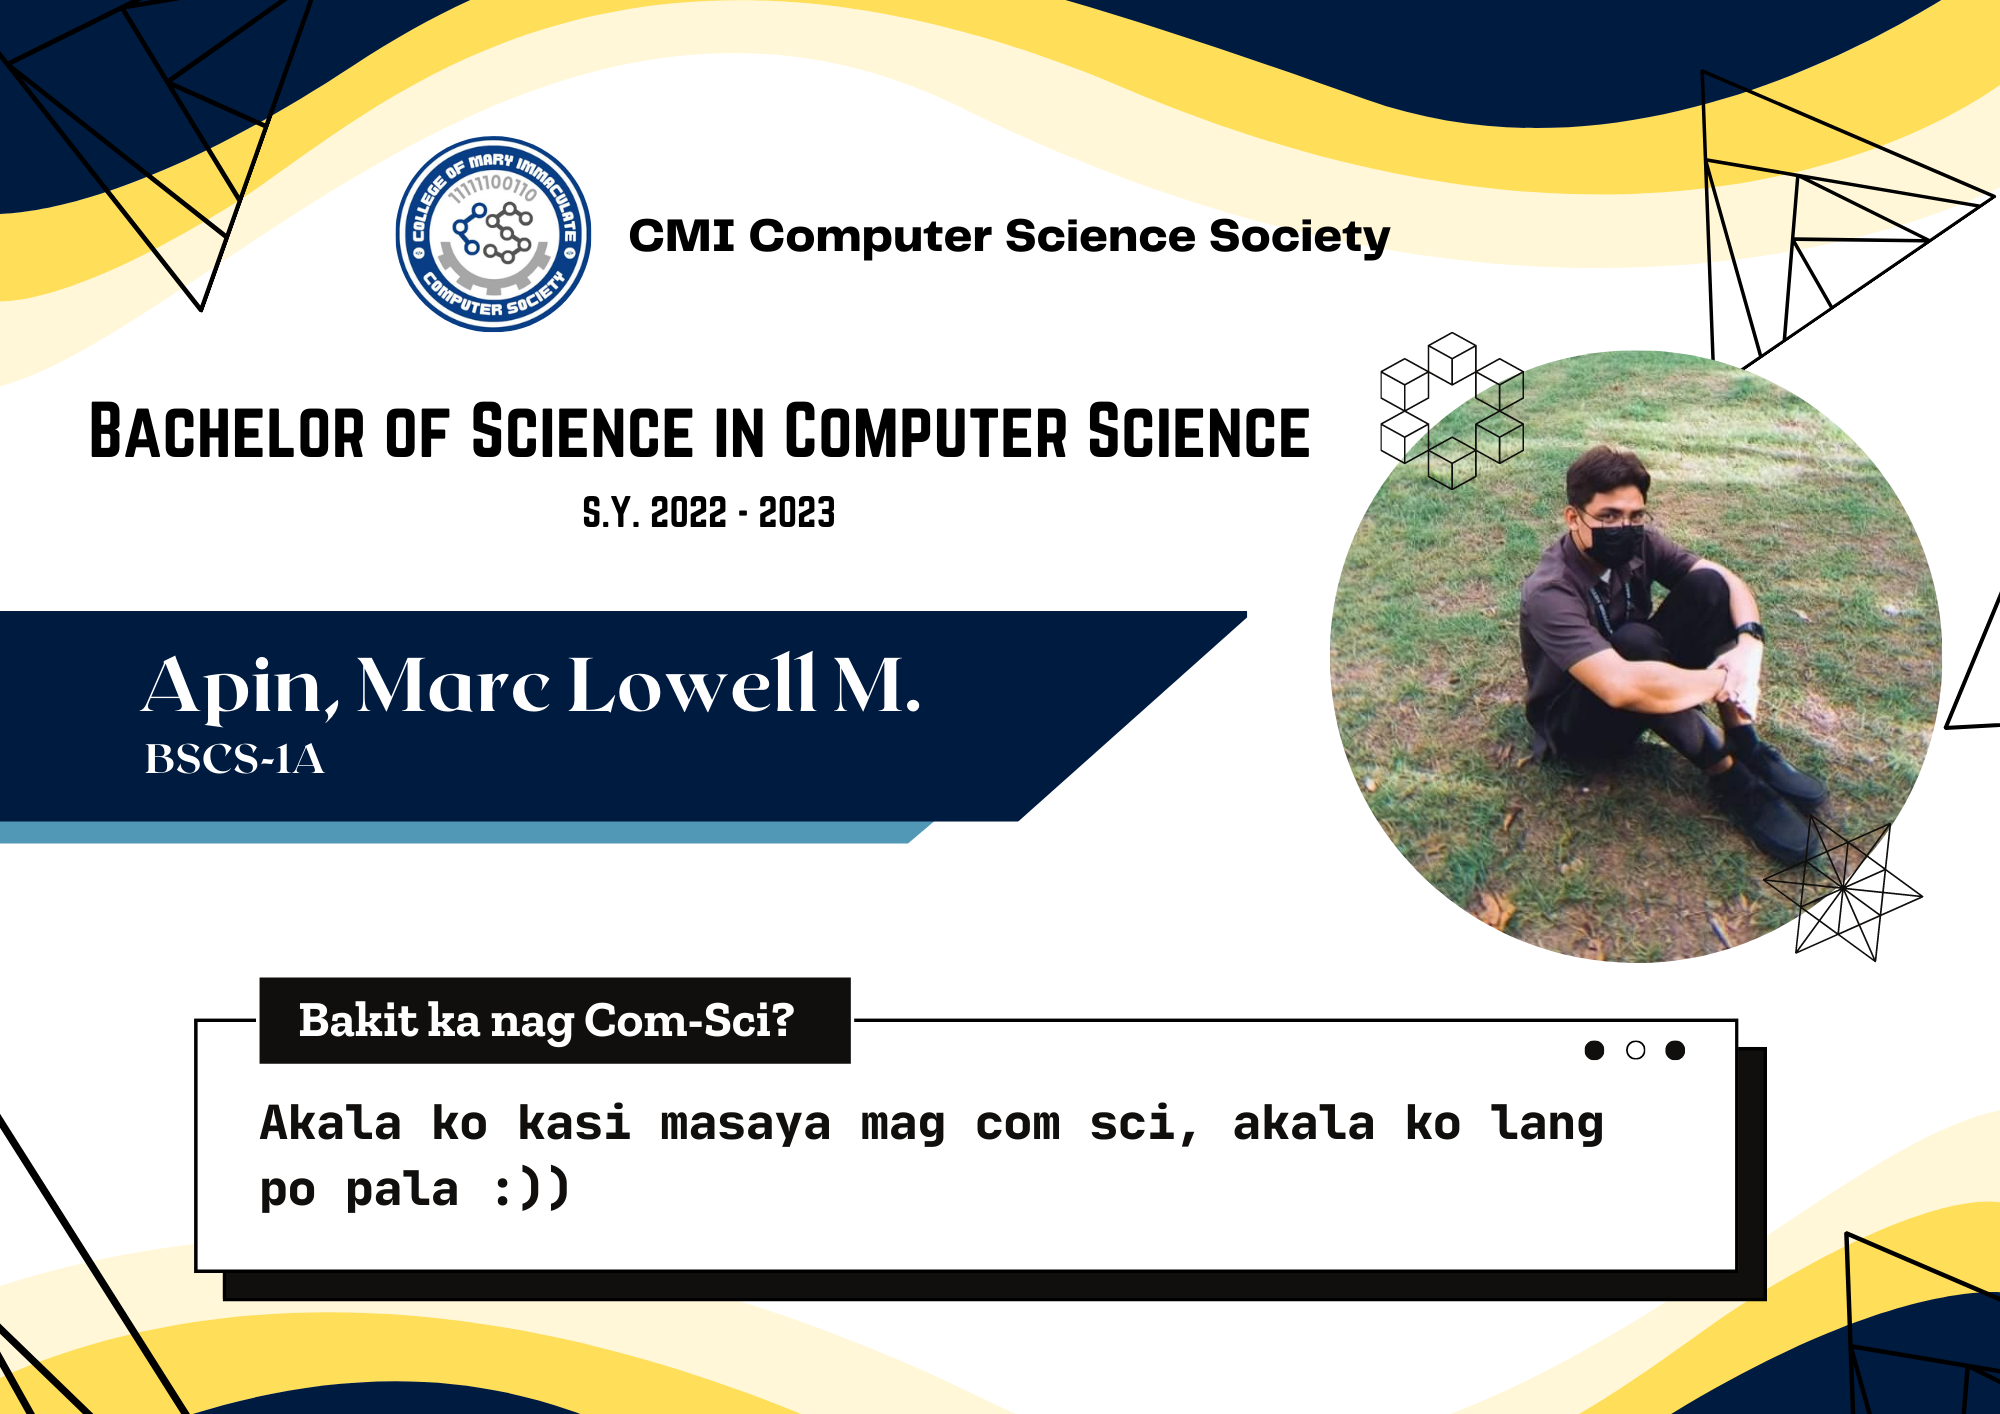 COLLEGE OF MARY IMMACULATE
11111100110
CS
COMPUTER SOCIETY
CMI Computer Science Society
Bachelor of Science in Computer Science
S.Y. 2022 - 2023
Apin, Marc Lowell M.
BSCS-1A
Bakit ka nag Com-Sci?
Akala ko kasi masaya mag com sci, akala ko lang
po pala :))